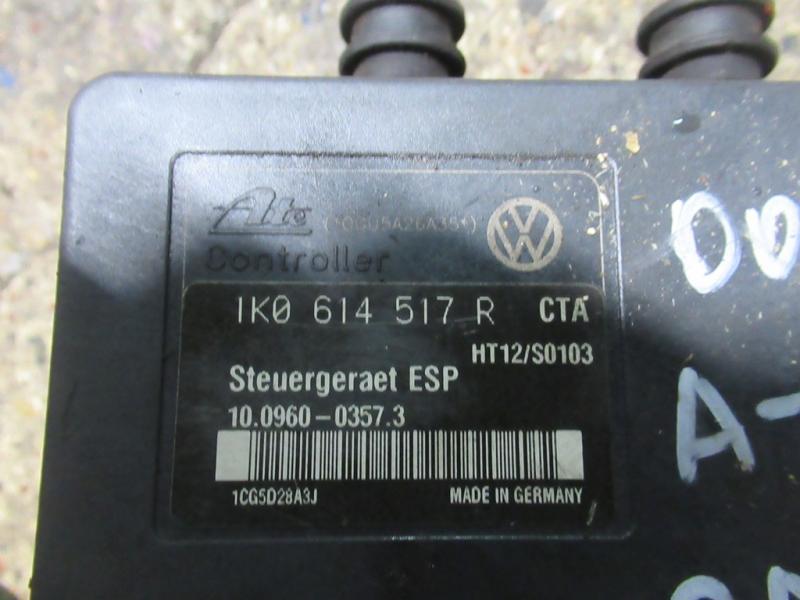 Ate
Controller
1K0 614 517 R CTA
HT12/S0103
Steuergeraet ESP
10.0960-0357.3
1CG5D28A3J MADE IN GERMANY
A-